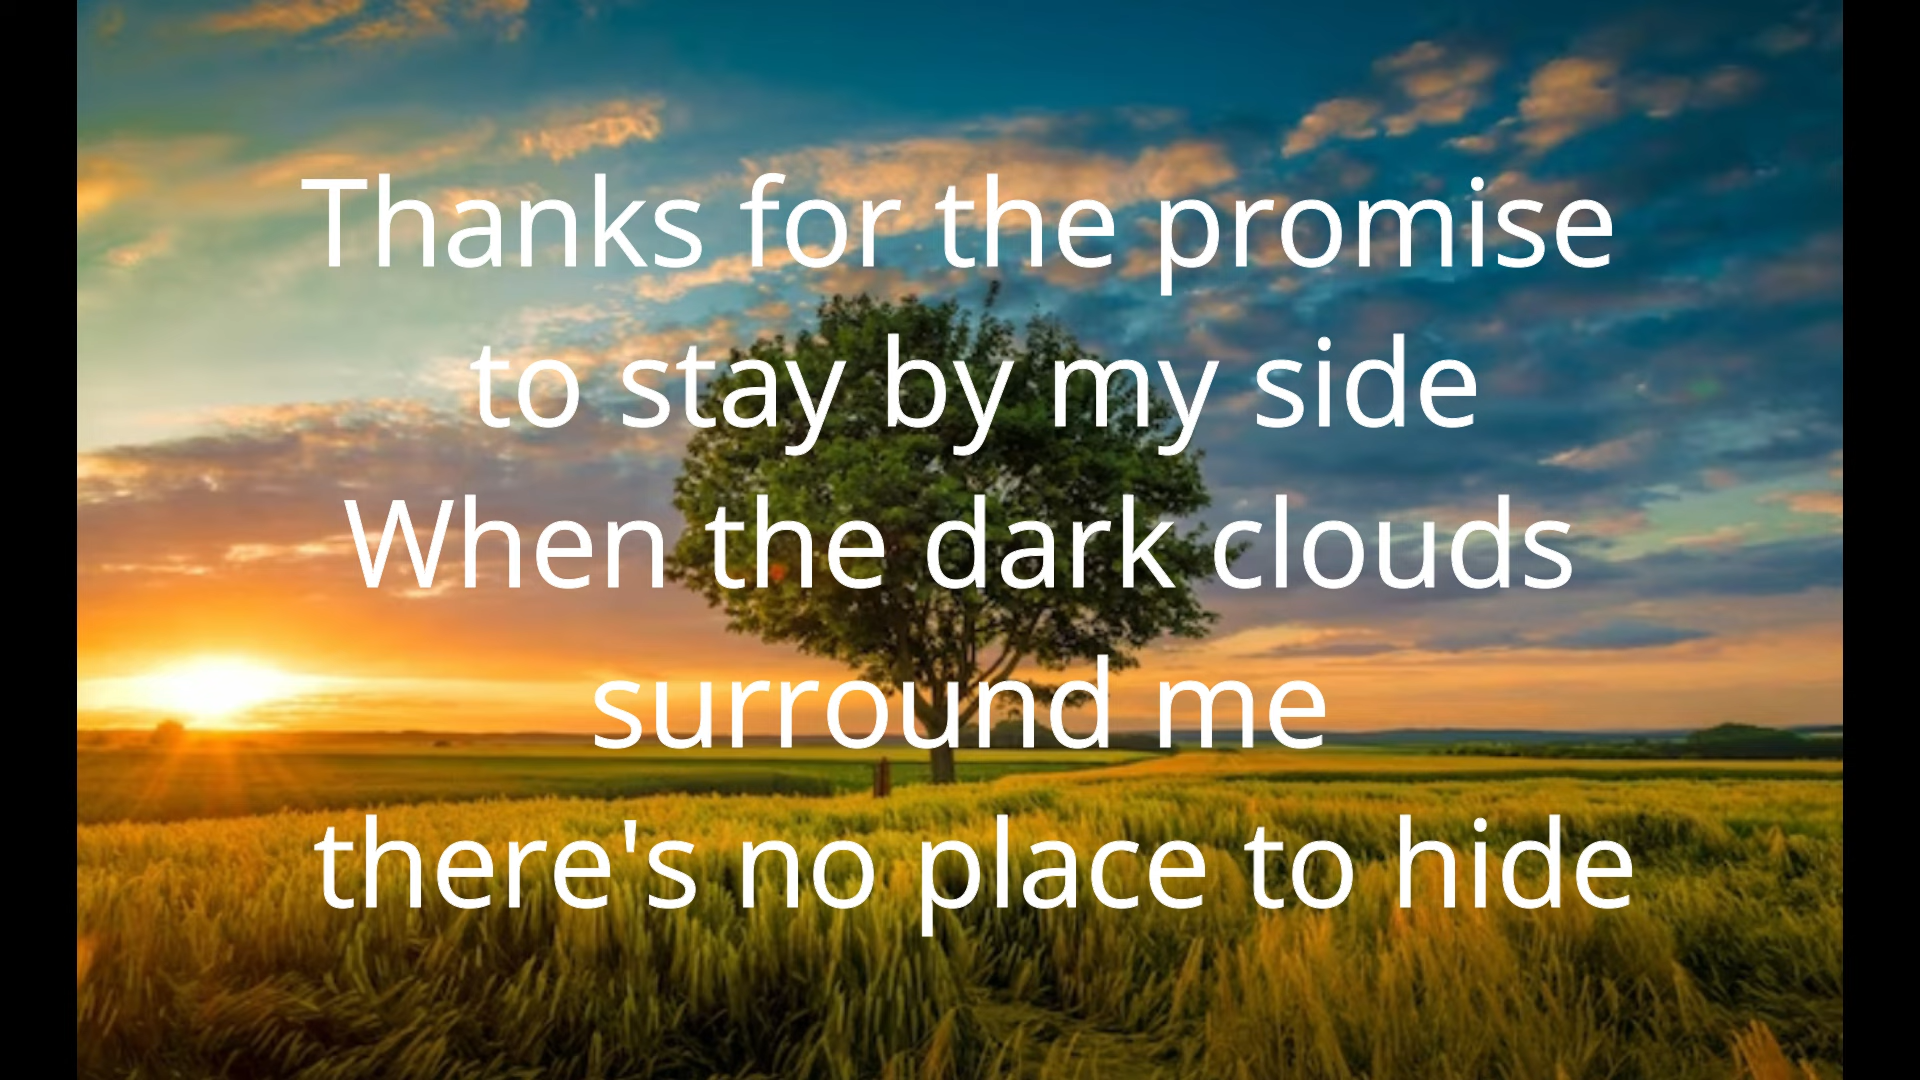 Thanks for the promise
to stay by my side
When the dark clouds
surround me
there's no place to hide